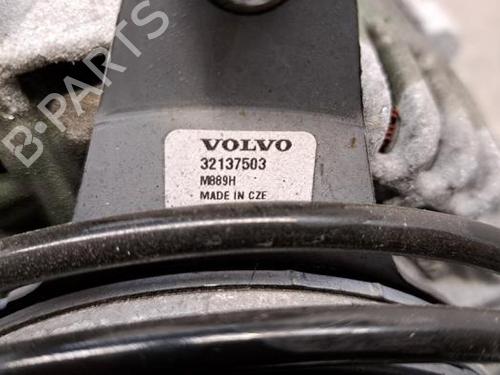 B-PARTS
VOLVO
32137503
M889H
MADE IN CZE